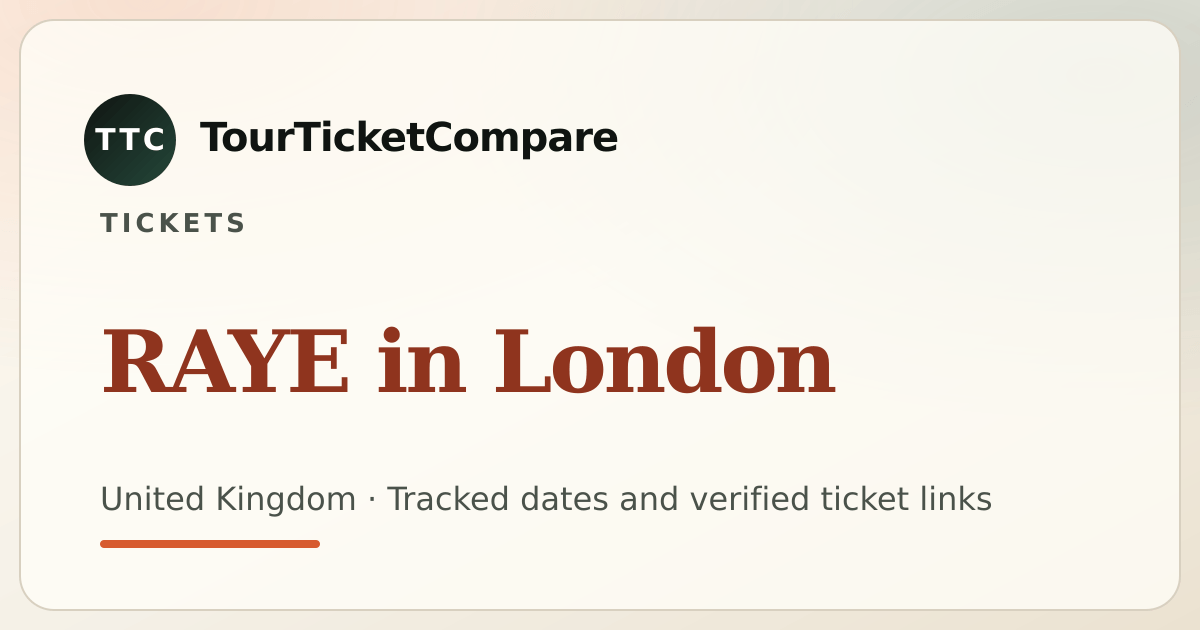 TTC
TourTicketCompare
TICKETS
RAYE in London
United Kingdom · Tracked dates and verified ticket links